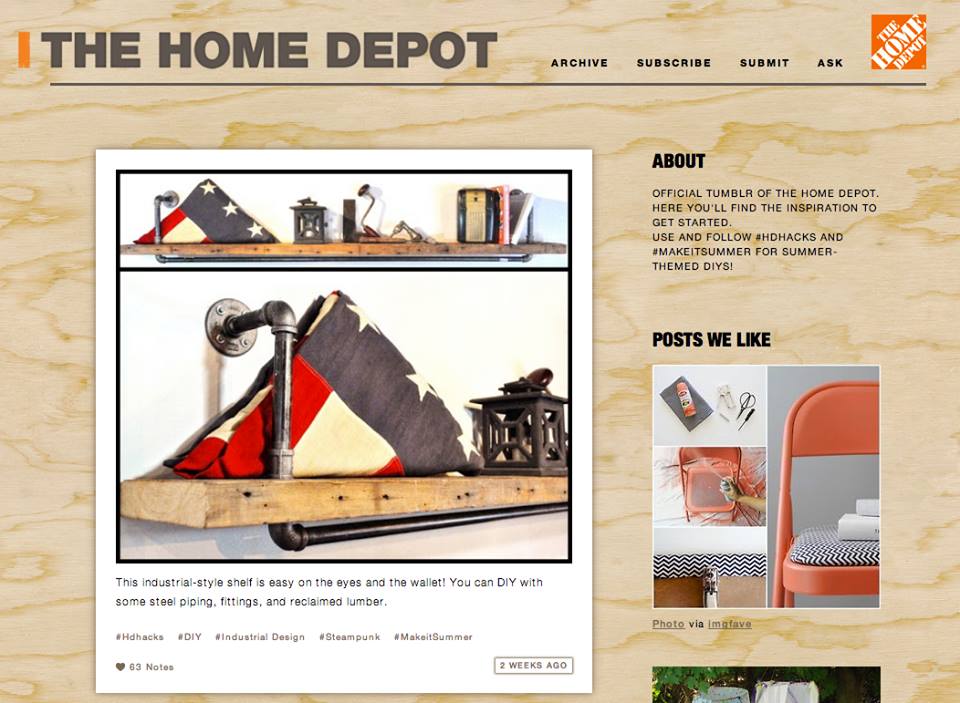 THE HOME DEPOT
ARCHIVE SUBSCRIBE SUBMIT ASK
THE HOME DEPOT
ABOUT
OFFICIAL TUMBLR OF THE HOME DEPOT.
HERE YOU'LL FIND THE INSPIRATION TO
GET STARTED.
USE AND FOLLOW #HDHACKS AND
#MAKEITSUMMER FOR SUMMER-
THEMED DIYS!
POSTS WE LIKE
Photo via imgfave
This industrial-style shelf is easy on the eyes and the wallet! You can DIY with
some steel piping, fittings, and reclaimed lumber.
#Hdhacks #DIY #Industrial Design #Steampunk #MakeitSummer
63 Notes
2 WEEKS AGO